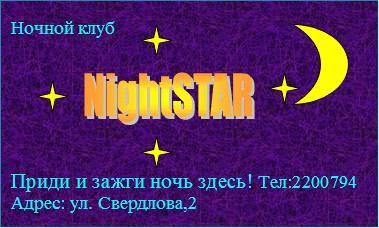 Ночной клуб
NightSTAR
Приди и зажги ночь здесь! Тел:2200794
Адрес: ул. Свердлова,2